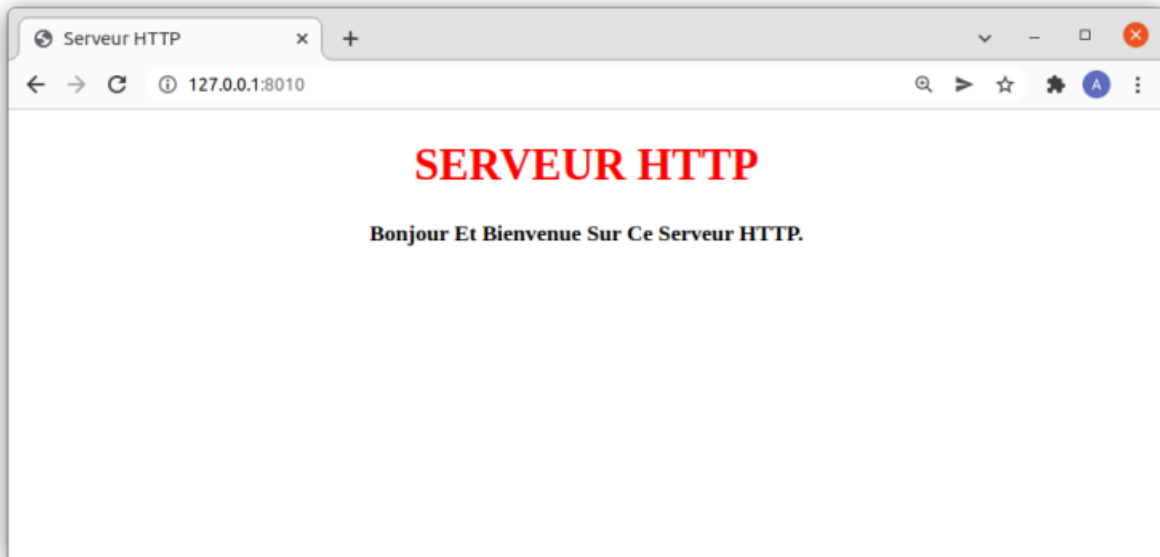 Serveur HTTP
127.0.0.1:8010
A
SERVEUR HTTP
Bonjour Et Bienvenue Sur Ce Serveur HTTP.